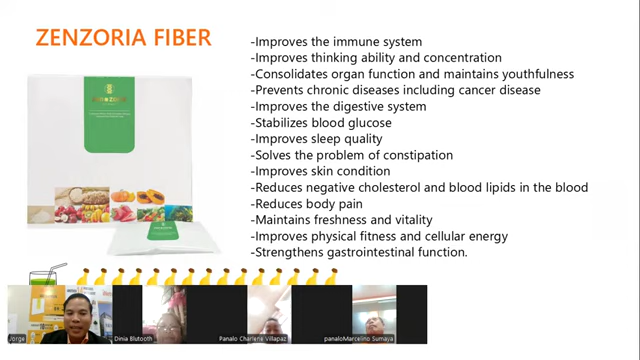 ZENZORIA FIBER
-Improves the immune system
-Improves thinking ability and concentration
-Consolidates organ function and maintains youthfulness
-Prevents chronic diseases including cancer disease
-Improves the digestive system
-Stabilizes blood glucose
-Improves sleep quality
-Solves the problem of constipation
-Improves skin condition
-Reduces negative cholesterol and blood lipids in the blood
-Reduces body pain
-Maintains freshness and vitality
-Improves physical fitness and cellular energy
-Strengthens gastrointestinal function.
Jorge
Dinia Blutooth
Panalo Charlene Villapaz
panaloMarcelino Sumaya